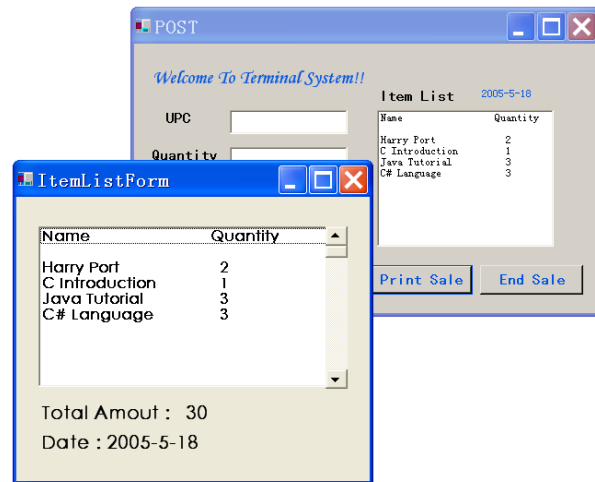 POST
Welcome To Terminal System!!
Item List 2005-5-18
UPC
Name Quantity
Harry Port 2
C Introduction 1
Java Tutorial 3
C# Language 3
Quantity
Print Sale End Sale
ItemListForm
Name Quantity
Harry Port 2
C Introduction 1
Java Tutorial 3
C# Language 3
Total Amout : 30
Date : 2005-5-18